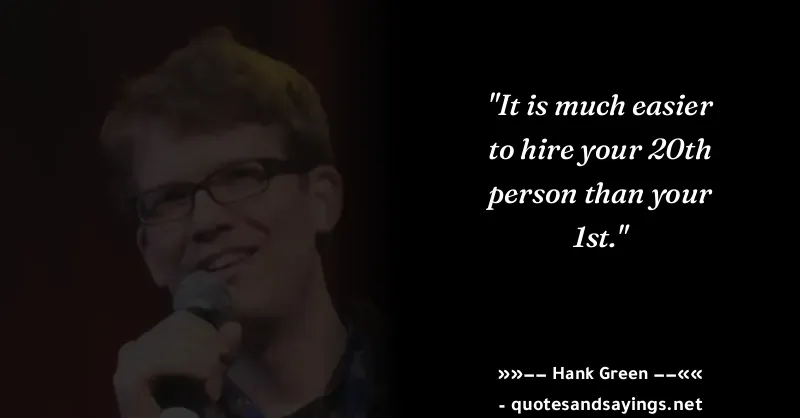 "It is much easier
to hire your 20th
person than your
1st."
»»–– Hank Green ––««
- quotesandsayings.net